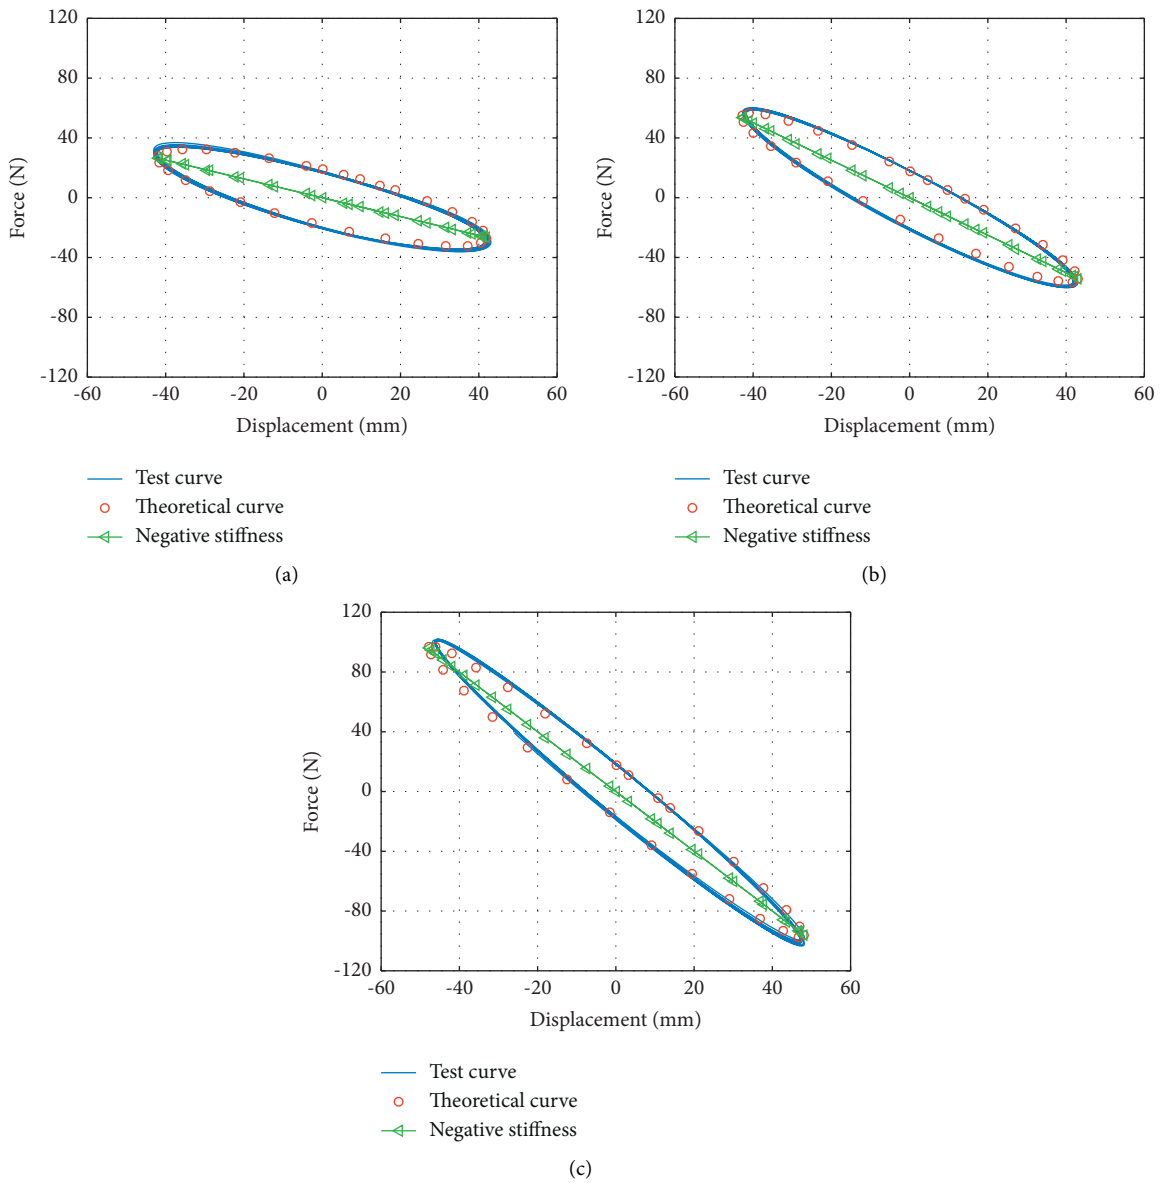 120
80
40
0
-40
-80
-120
-60 -40 -20 0 20 40 60
Force (N)
Displacement (mm)
Test curve
Theoretical curve
Negative stiffness
(a)
120
80
40
0
-40
-80
-120
-60 -40 -20 0 20 40 60
Force (N)
Displacement (mm)
Test curve
Theoretical curve
Negative stiffness
(b)
120
80
40
0
-40
-80
-120
-60 -40 -20 0 20 40 60
Force (N)
Displacement (mm)
Test curve
Theoretical curve
Negative stiffness
(c)